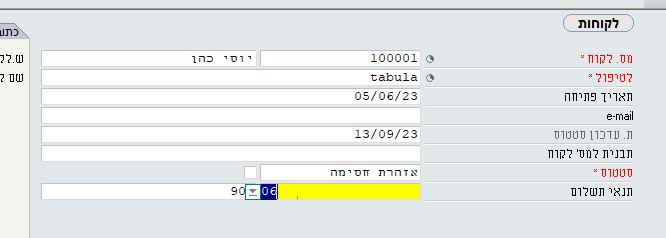 לקוחות
כתוב
מס. לקוח * 100001 יוסי כהן
ש.לק
לטיפול * tabula
שם ל
תאריך פתיחה 05/06/23
e-mail
ת. עדכון סטטוס 13/09/23
תבנית למס' לקוח
סטטוס * אזהרת חסימה
תנאי תשלום 06 90